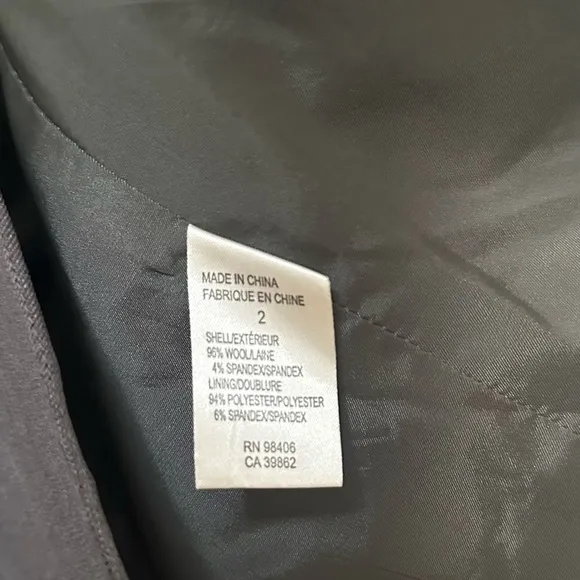 MADE IN CHINA
FABRIQUE EN CHINE
2
SHELL/EXTÉRIEUR
96% WOOL/LAINE
4% SPANDEX/SPANDEX
LINING/DOUBLURE
94% POLYESTER/POLYESTER
6% SPANDEX/SPANDEX
RN 98406
CA 39862